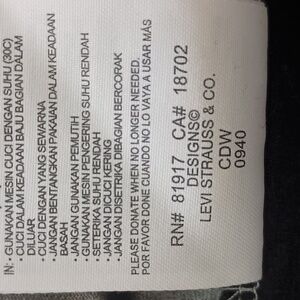 IN: • GUNAKAN MESIN CUCI DENGAN SUHU (30C)
• CUCI DALAM KEADAAN BAJU BAGIAN DALAM
DILUAR
• CUCI DENGAN YANG SEWARNA
• JANGAN BENTANGKAN PAKAIAN DALAM KEADAAN
BASAH
• JANGAN GUNAKAN PEMUTIH
• GUNAKAN MESIN PENGERING SUHU RENDAH
• SETERIKA SUHU RENDAH
• JANGAN DICUCI KERING
• JANGAN DISETRIKA DIBAGIAN BERCORAK
PLEASE DONATE WHEN NO LONGER NEEDED.
POR FAVOR DONE CUANDO NO LO VAYA A USAR MÁS
RN# 81917 CA# 18702
DESIGNS©
LEVI STRAUSS & CO.
CDW
0940